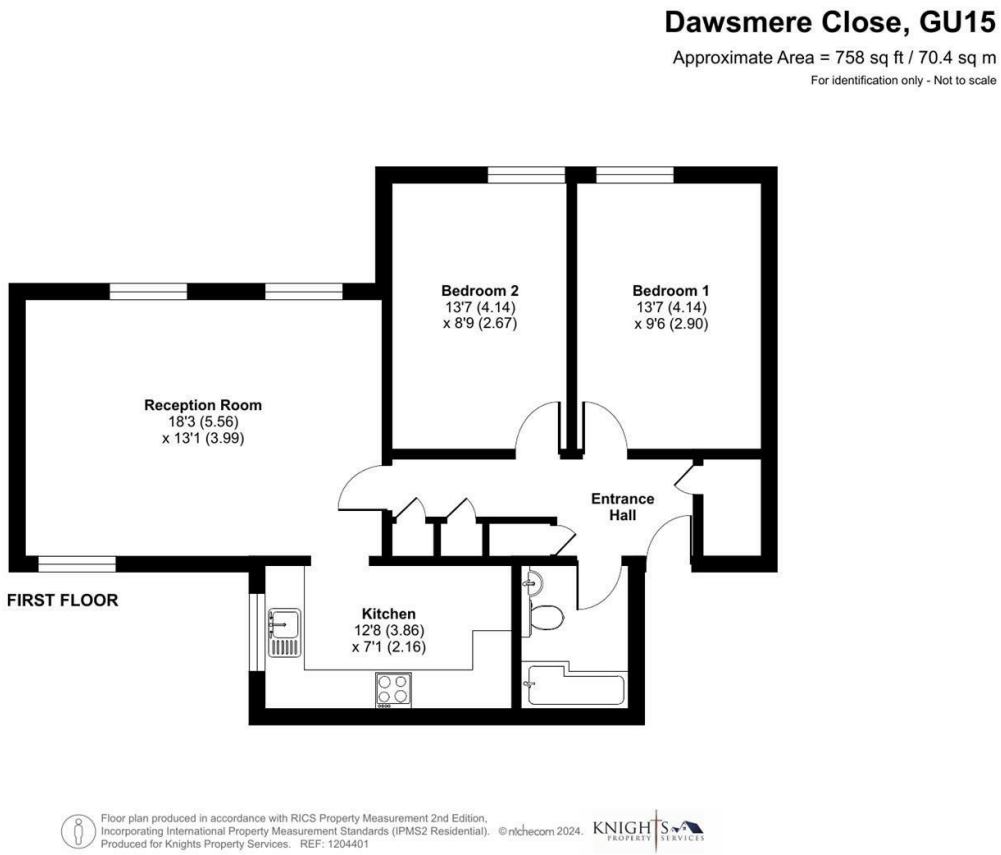 Dawsmere Close, GU15
Approximate Area = 758 sq ft / 70.4 sq m
For identification only - Not to scale
Bedroom 2
13'7 (4.14)
x 8'9 (2.67)
Bedroom 1
13'7 (4.14)
x 9'6 (2.90)
Reception Room
18'3 (5.56)
x 13'1 (3.99)
Entrance
Hall
FIRST FLOOR
Kitchen
12'8 (3.86)
x 7'1 (2.16)
Floor plan produced in accordance with RICS Property Measurement 2nd Edition,
Incorporating International Property Measurement Standards (IPMS2 Residential). © nichecom 2024.
Produced for Knights Property Services. REF: 1204401
KNIGHTS
PROPERTY SERVICES